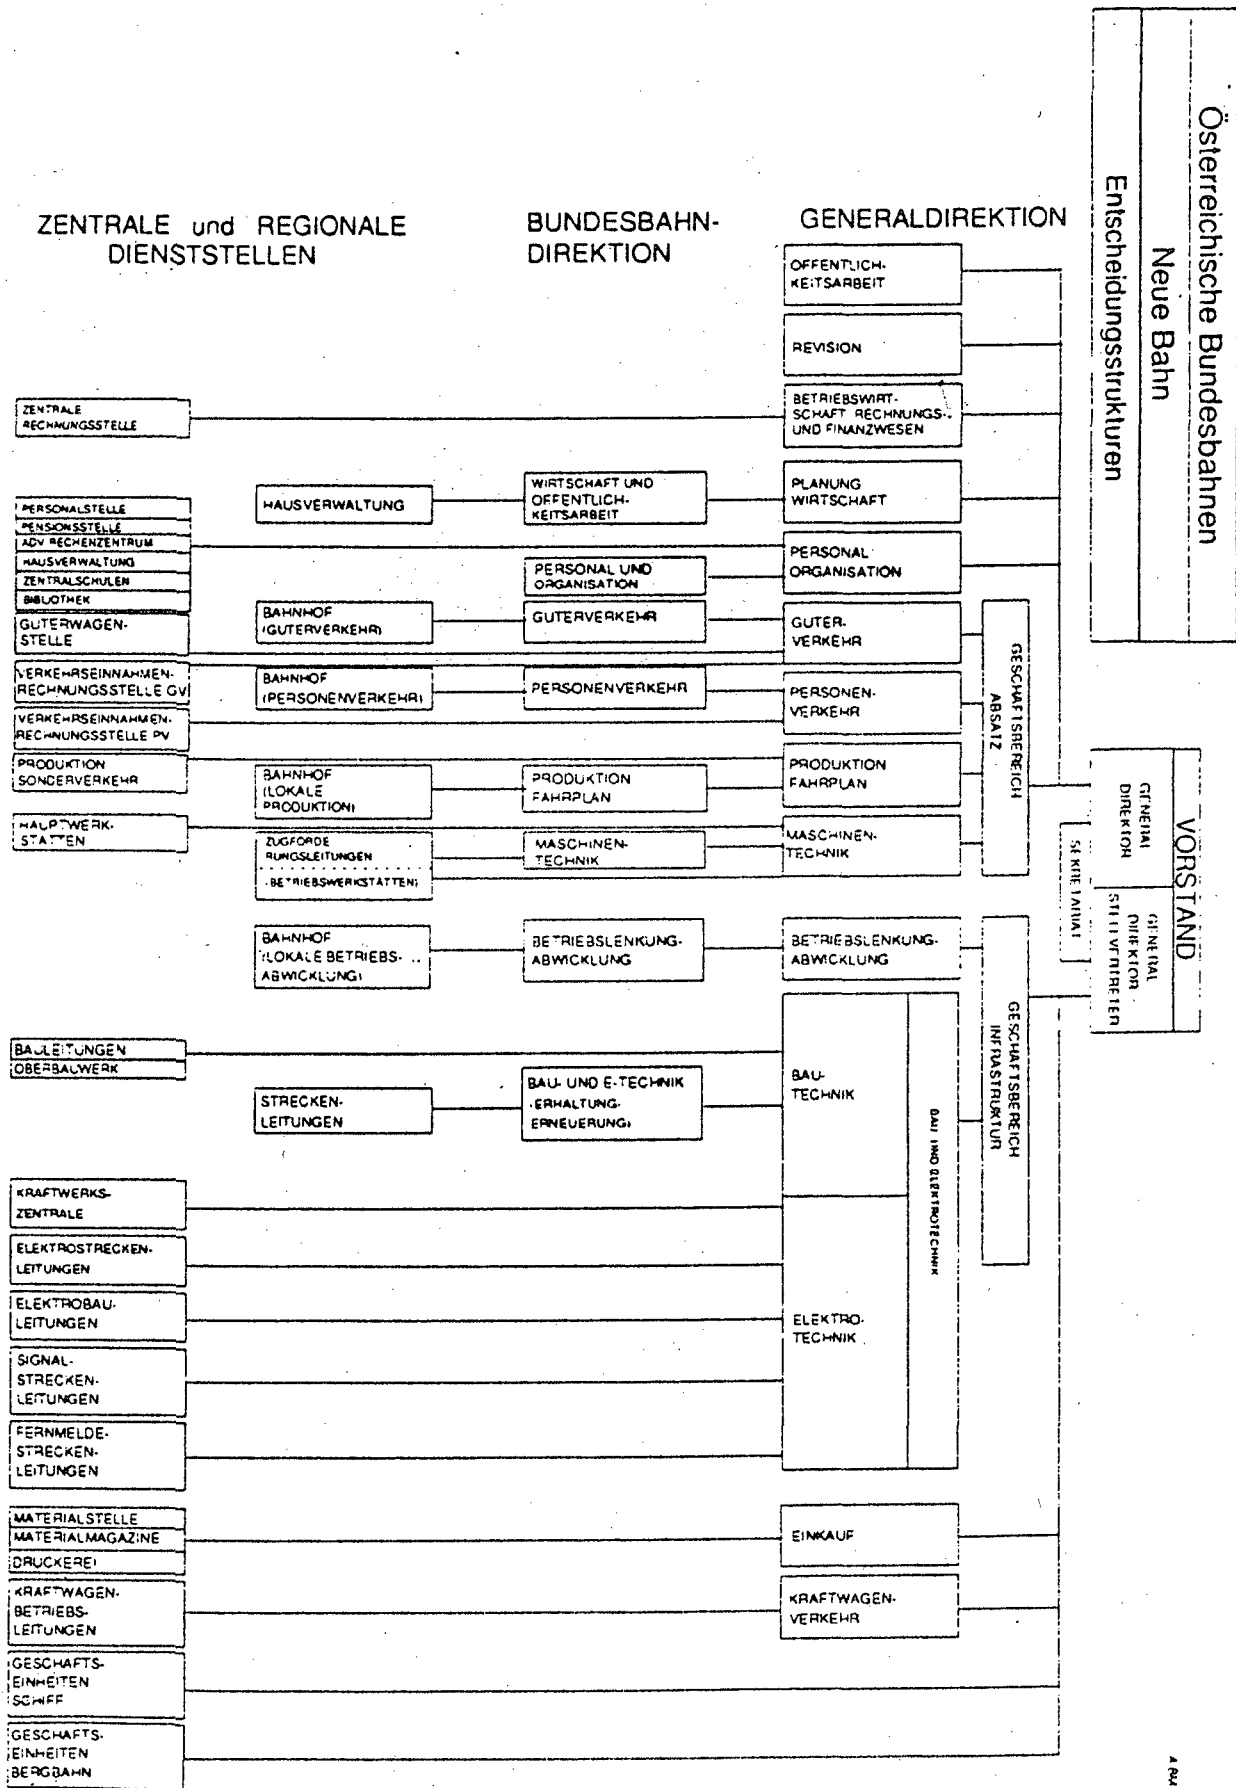 Österreichische Bundesbahnen
Neue Bahn
Entscheidungsstrukturen
ZENTRALE und REGIONALE
DIENSTSTELLEN
BUNDESBAHN-
DIREKTION
GENERALDIREKTION
OFFENTLICH-
KEITSARBEIT
REVISION
ZENTRALE
RECHNUNGSSTELLE
BETRIEBSWIRT-
SCHAFT RECHNUNGS-
UND FINANZWESEN
HAUSVERWALTUNG
WIRTSCHAFT UND
OFFENTLICH-
KEITSARBEIT
PLANUNG
WIRTSCHAFT
PERSONALSTELLE
PENSIONSSTELLE
ADV RECHENZENTRUM
HAUSVERWALTUNG
ZENTRALSCHULEN
BIBLIOTHEK
PERSONAL UND
ORGANISATION
PERSONAL
ORGANISATION
GUTERWAGEN-
STELLE
BAHNHOF
(GUTERVERKEHR)
GUTERVERKEHR
GUTER-
VERKEHR
VERKEHRSEINNAHMEN-
RECHNUNGSSTELLE GV
BAHNHOF
(PERSONENVERKEHR)
PERSONENVERKEHR
PERSONEN-
VERKEHR
VERKEHRSEINNAHMEN-
RECHNUNGSSTELLE PV
PRODUKTION
SONDERVERKEHR
BAHNHOF
(LOKALE
PRODUKTION)
PRODUKTION
FAHRPLAN
PRODUKTION
FAHRPLAN
HAUPTWERK-
STATTEN
ZUGFORDE
RUNGSLEITUNGEN
(BETRIEBSWERKSTATTEN)
MASCHINEN-
TECHNIK
MASCHINEN-
TECHNIK
GESCHAFTSBEREICH
ABSATZ
VORSTAND
GENERAL
DIREKTOR
GENERAL
DIREKTOR
STELLVERTRETER
SEKRETARIAT
BAHNHOF
(LOKALE BETRIEBS-
ABWICKLUNG)
BETRIEBSLENKUNG-
ABWICKLUNG
BETRIEBSLENKUNG-
ABWICKLUNG
GESCHAFTSBEREICH
INFRASTRUKTUR
BAULEITUNGEN
OBERBAUWERK
STRECKEN-
LEITUNGEN
BAU- UND E-TECHNIK
(ERHALTUNG-
ERNEUERUNG)
BAU-
TECHNIK
BAU UND ELEKTROTECHNIK
KRAFTWERKS-
ZENTRALE
ELEKTROSTRECKEN-
LEITUNGEN
ELEKTROBAU-
LEITUNGEN
ELEKTRO-
TECHNIK
SIGNAL-
STRECKEN-
LEITUNGEN
FERNMELDE-
STRECKEN-
LEITUNGEN
MATERIALSTELLE
MATERIALMAGAZINE
DRUCKEREI
EINKAUF
KRAFTWAGEN-
BETRIEBS-
LEITUNGEN
KRAFTWAGEN-
VERKEHR
GESCHAFTS-
EINHEITEN
SCHIFF
GESCHAFTS-
EINHEITEN
BERGBAHN